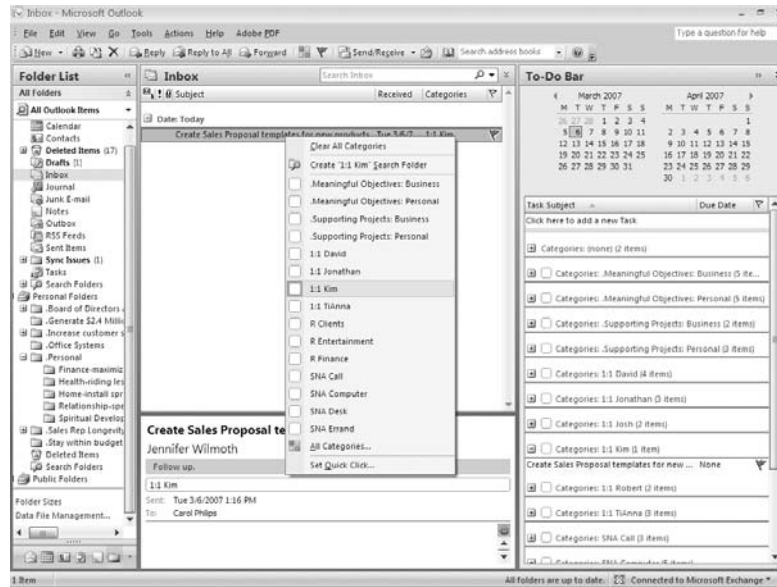 Inbox - Microsoft Outlook
File Edit View Go Tools Actions Help Adobe PDF
Type a question for help
New Reply Reply to All Forward Send/Receive Search address books
Folder List
All Folders
All Outlook Items
Calendar
Contacts
Deleted Items (17)
Drafts [1]
Inbox
Journal
Junk E-mail
Notes
Outbox
RSS Feeds
Sent Items
Sync Issues (1)
Tasks
Search Folders
Personal Folders
.Board of Directors
.Generate $2.4 Milli
.Increase customer s
.Office Systems
.Personal
Finance-maximiz
Health-riding les
Home-install spr
Relationship-spe
Spiritual Develop
.Sales Rep Longevity
.Stay within budget
Deleted Items
Search Folders
Public Folders
Folder Sizes
Data File Management...
Inbox
Search Inbox
Subject Received Categories
Date: Today
Create Sales Proposal templates for new products Tue 3/6/7 1:1 Kim
Clear All Categories
Create "1:1 Kim" Search Folder
.Meaningful Objectives: Business
.Meaningful Objectives: Personal
.Supporting Projects: Business
.Supporting Projects: Personal
1:1 David
1:1 Jonathan
1:1 Kim
1:1 TiAnna
R Clients
R Entertainment
R Finance
SNA Call
SNA Computer
SNA Desk
SNA Errand
All Categories...
Set Quick Click...
Create Sales Proposal te
Jennifer Wilmoth
Follow up.
1:1 Kim
Sent: Tue 3/6/2007 1:16 PM
To: Carol Philips
To-Do Bar
March 2007 April 2007
M T W T F S S M T W T F S S
26 27 28 1 2 3 4 1
5 6 7 8 9 10 11 2 3 4 5 6 7 8
12 13 14 15 16 17 18 9 10 11 12 13 14 15
19 20 21 22 23 24 25 16 17 18 19 20 21 22
26 27 28 29 30 31 23 24 25 26 27 28 29
30 1 2 3 4 5 6
Task Subject Due Date
Click here to add a new Task
Categories: (none) (2 items)
Categories: .Meaningful Objectives: Business (5 ite...
Categories: .Meaningful Objectives: Personal (5 items)
Categories: .Supporting Projects: Business (2 items)
Categories: .Supporting Projects: Personal (3 items)
Categories: 1:1 David (4 items)
Categories: 1:1 Jonathan (3 items)
Categories: 1:1 Josh (2 items)
Categories: 1:1 Kim (1 item)
Create Sales Proposal templates for new ... None
Categories: 1:1 Robert (2 items)
Categories: 1:1 TiAnna (3 items)
Categories: SNA Call (3 items)
1 Item
All folders are up to date. Connected to Microsoft Exchange